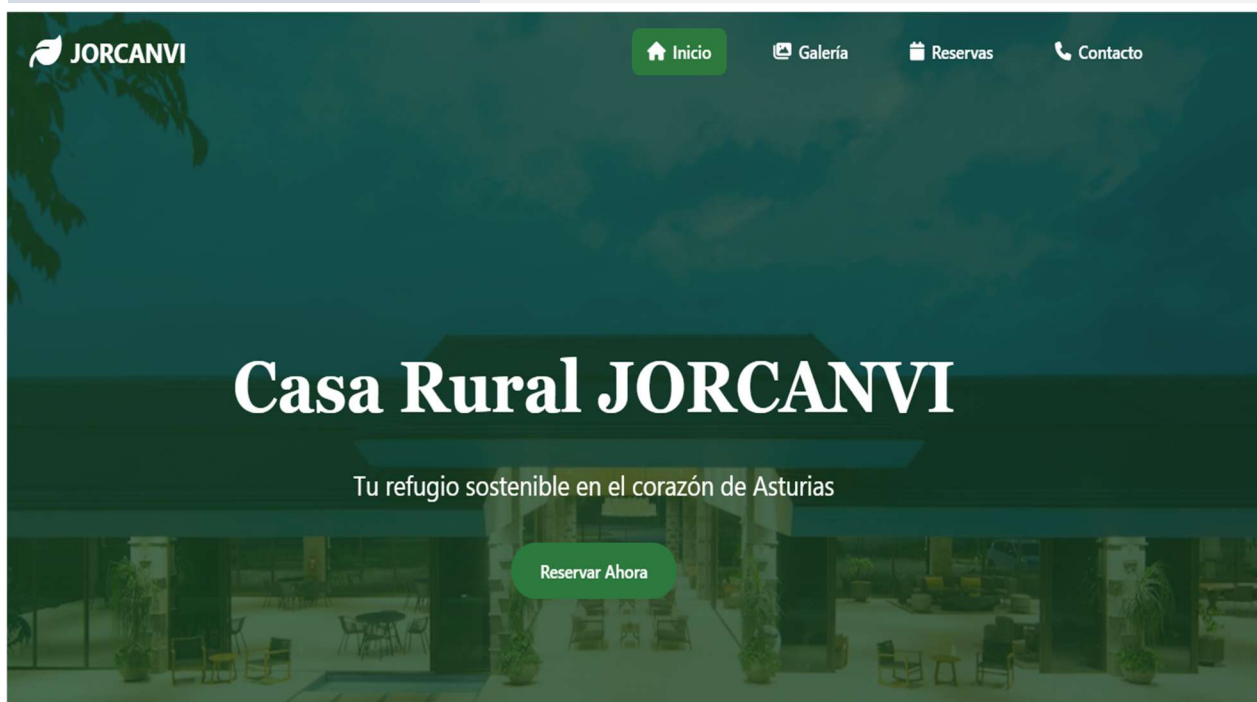 JORCANVI
Inicio
Galería
Reservas
Contacto
Casa Rural JORCANVI
Tu refugio sostenible en el corazón de Asturias
Reservar Ahora